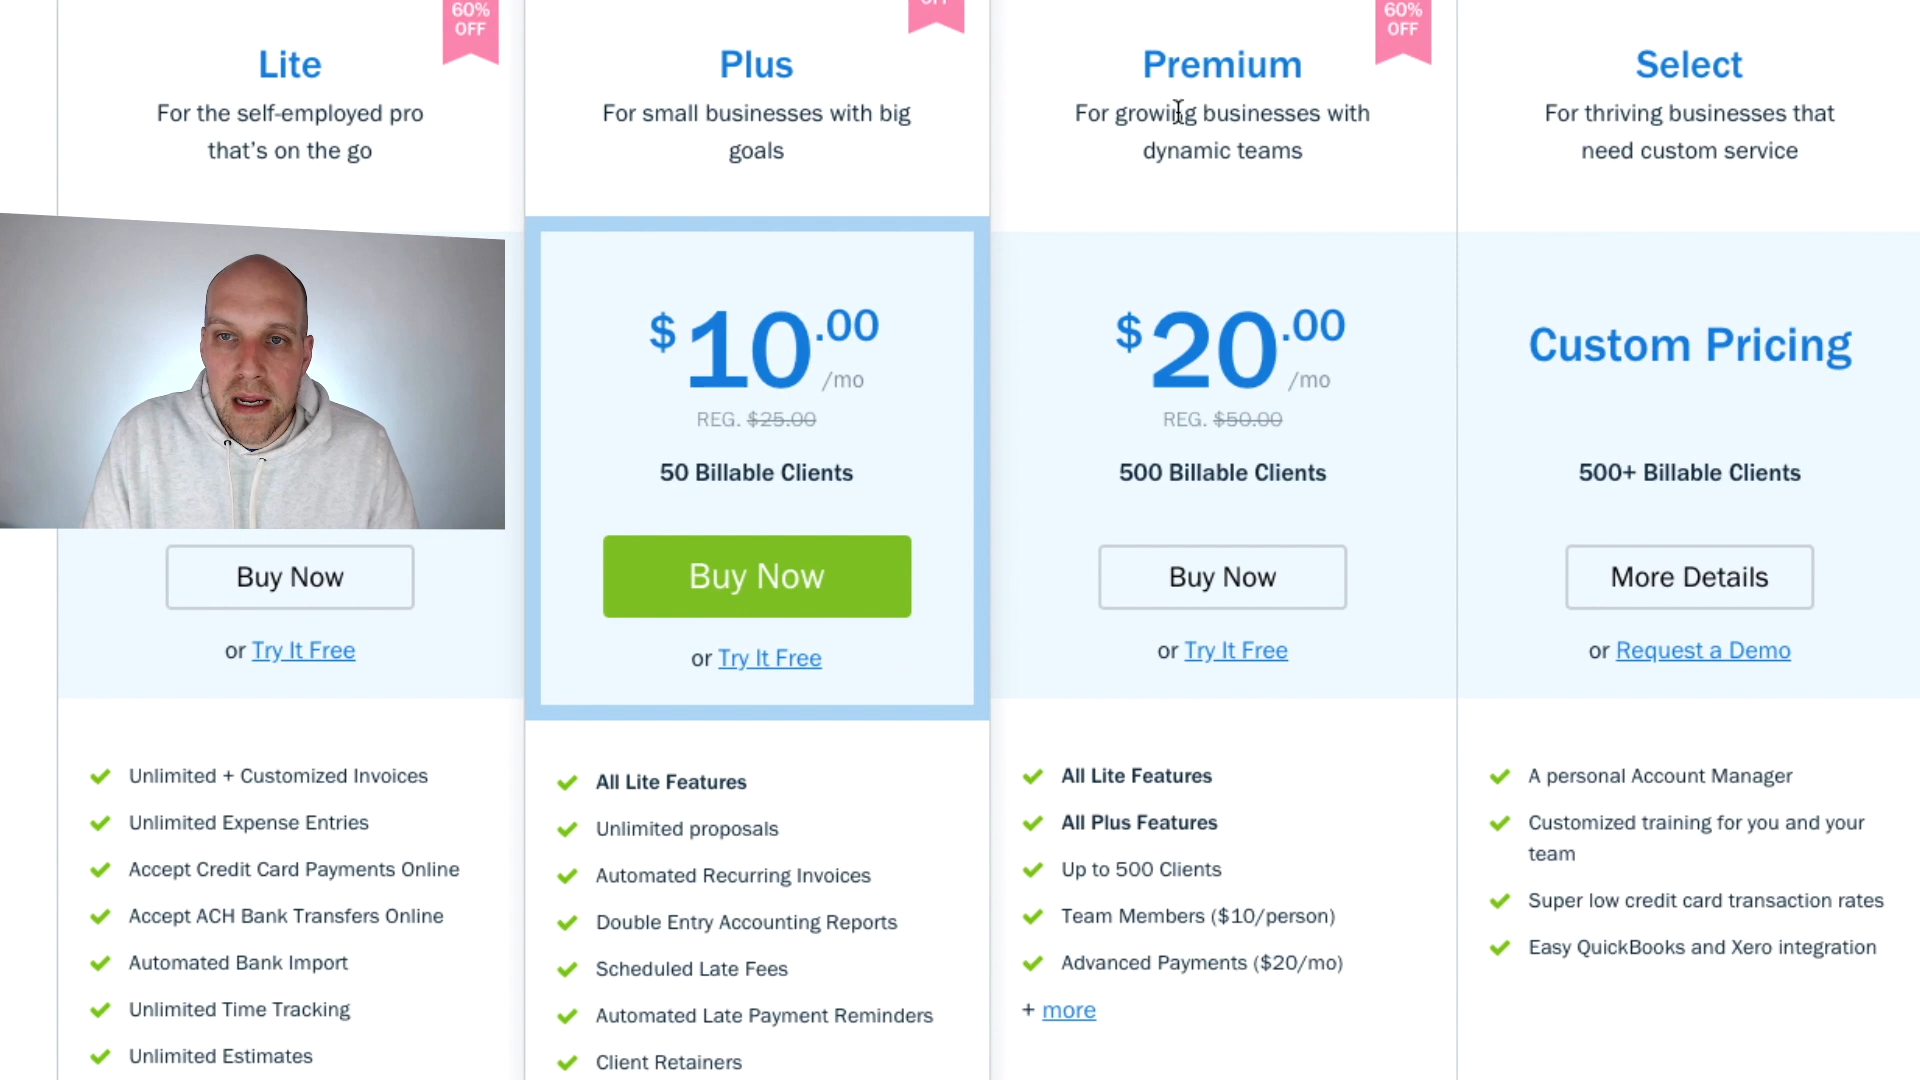 60%
OFF
Lite
For the self-employed pro
that's on the go
Buy Now
or Try It Free
Unlimited + Customized Invoices
Unlimited Expense Entries
Accept Credit Card Payments Online
Accept ACH Bank Transfers Online
Automated Bank Import
Unlimited Time Tracking
Unlimited Estimates
OFF
Plus
For small businesses with big
goals
$10.00
/mo
REG. $25.00
50 Billable Clients
Buy Now
or Try It Free
All Lite Features
Unlimited proposals
Automated Recurring Invoices
Double Entry Accounting Reports
Scheduled Late Fees
Automated Late Payment Reminders
Client Retainers
60%
OFF
Premium
For growing businesses with
dynamic teams
$20.00
/mo
REG. $50.00
500 Billable Clients
Buy Now
or Try It Free
All Lite Features
All Plus Features
Up to 500 Clients
Team Members ($10/person)
Advanced Payments ($20/mo)
+ more
Select
For thriving businesses that
need custom service
Custom Pricing
500+ Billable Clients
More Details
or Request a Demo
A personal Account Manager
Customized training for you and your
team
Super low credit card transaction rates
Easy QuickBooks and Xero integration